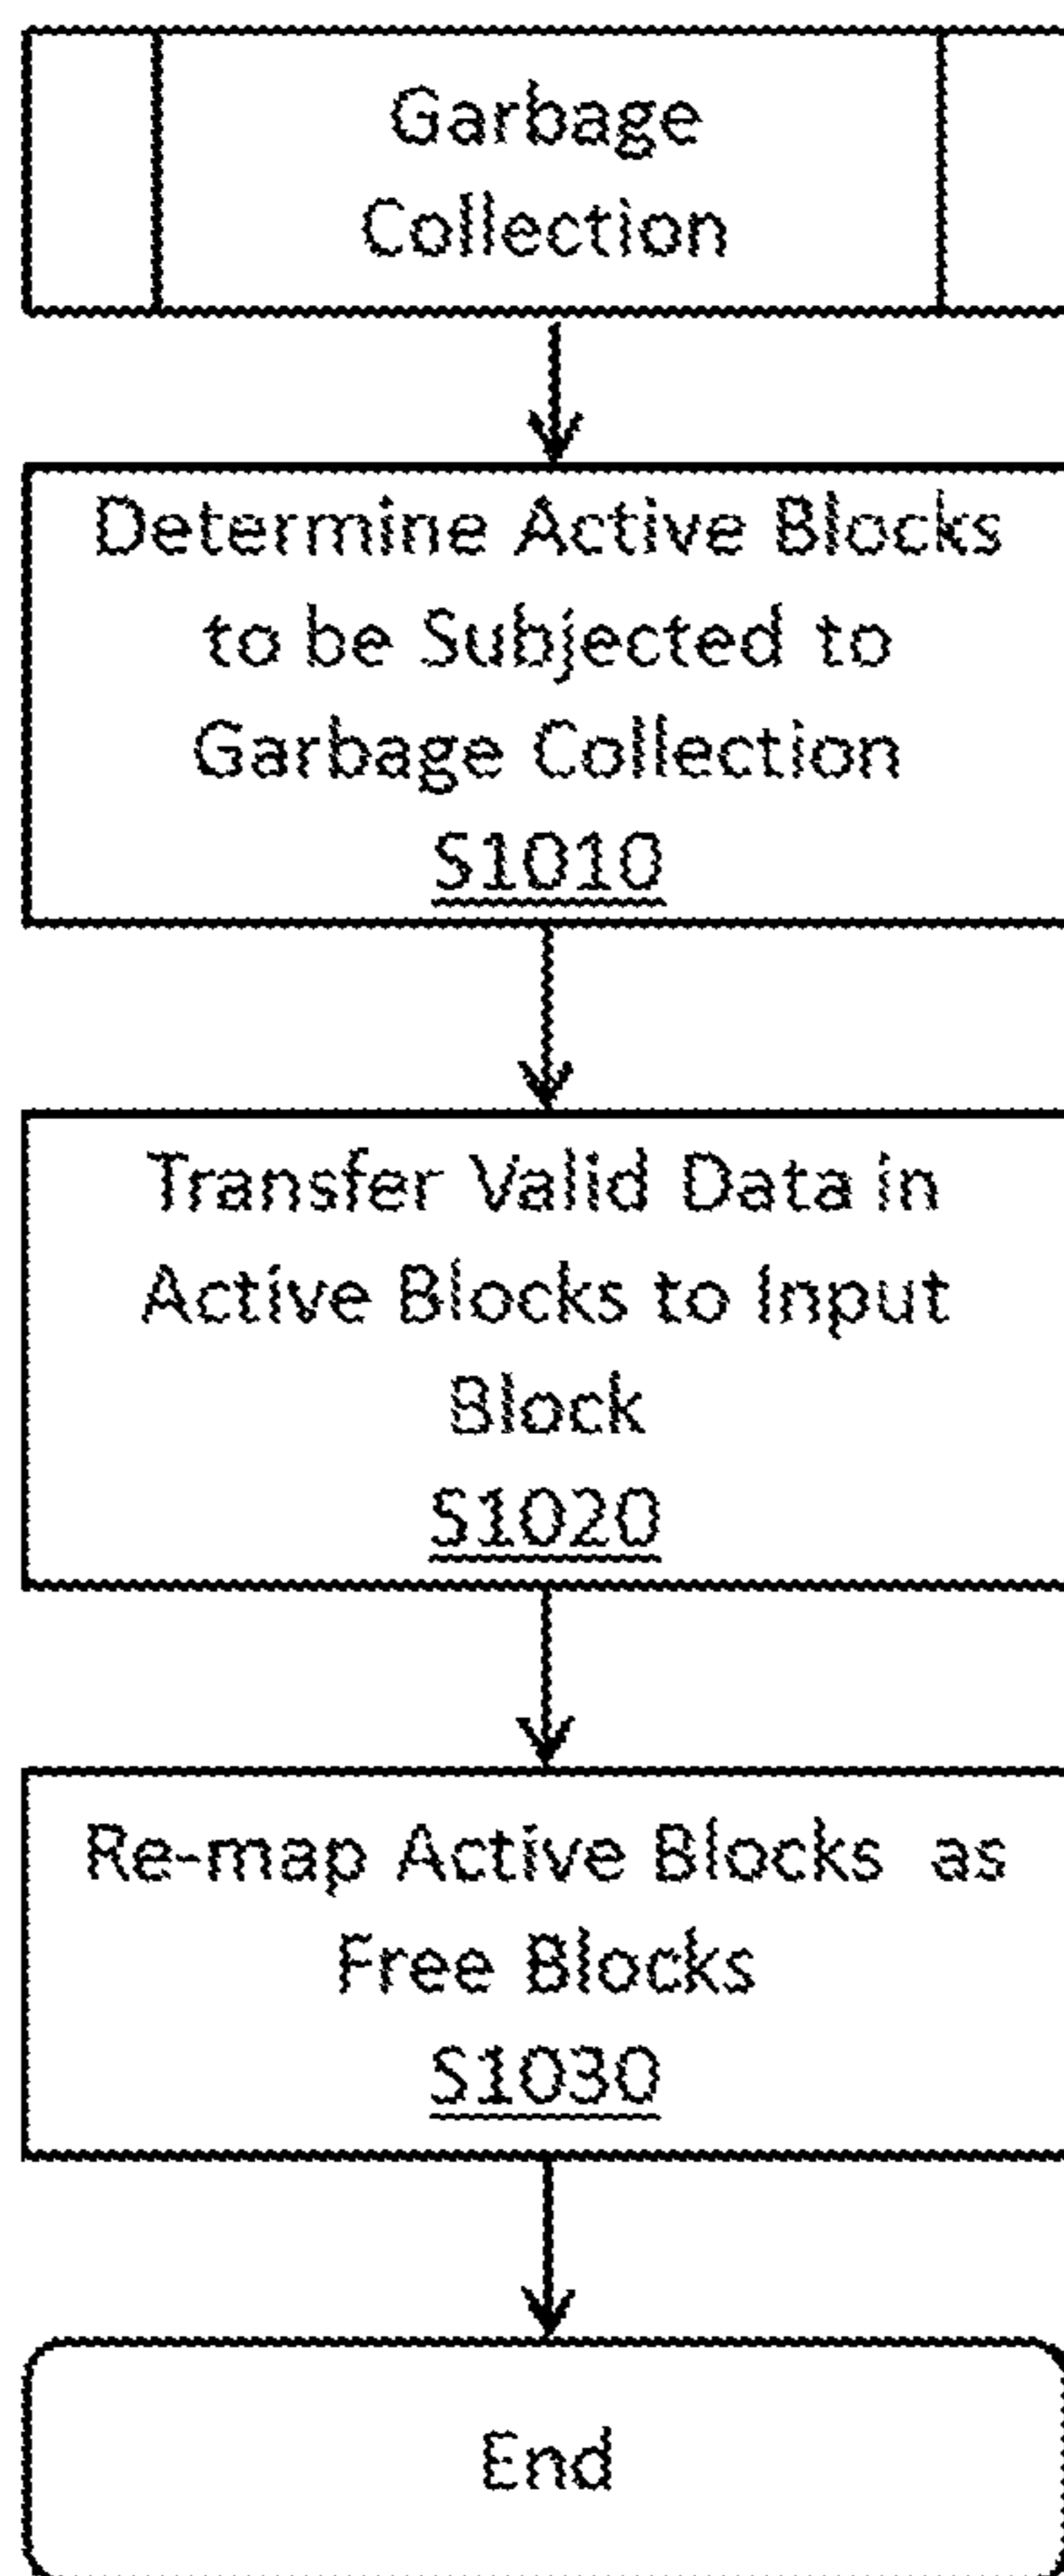 Garbage
Collection
Determine Active Blocks
to be Subjected to
Garbage Collection
S1010
Transfer Valid Data in
Active Blocks to Input
Block
S1020
Re-map Active Blocks as
Free Blocks
S1030
End